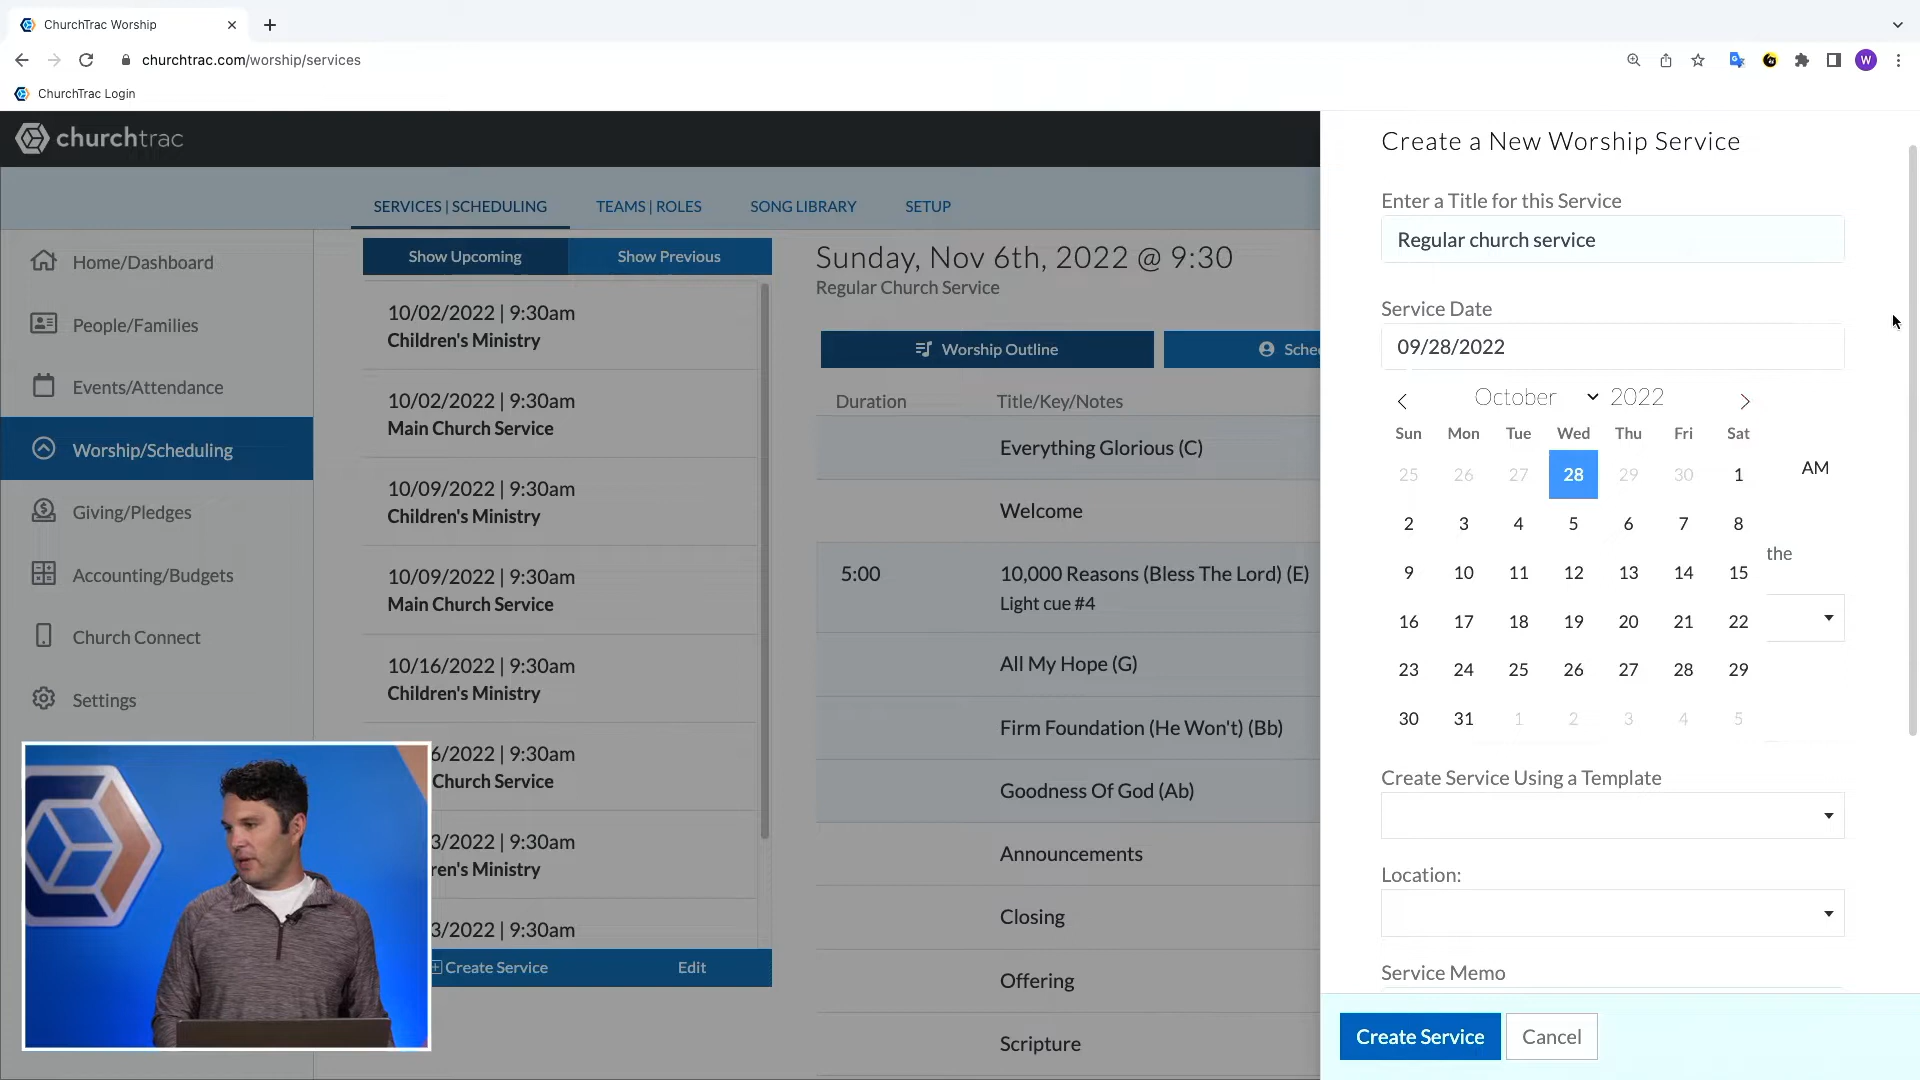 ChurchTrac Worship
churchtrac.com/worship/services
W
ChurchTrac Login
churchtrac
SERVICES | SCHEDULING
TEAMS | ROLES
SONG LIBRARY
SETUP
Home/Dashboard
People/Families
Events/Attendance
Worship/Scheduling
Giving/Pledges
Accounting/Budgets
Church Connect
Settings
Show Upcoming
Show Previous
10/02/2022 | 9:30am
Children's Ministry
10/02/2022 | 9:30am
Main Church Service
10/09/2022 | 9:30am
Children's Ministry
10/09/2022 | 9:30am
Main Church Service
10/16/2022 | 9:30am
Children's Ministry
6/2022 | 9:30am
Church Service
3/2022 | 9:30am
ren's Ministry
3/2022 | 9:30am
Create Service
Edit
Sunday, Nov 6th, 2022 @ 9:30
Regular Church Service
Worship Outline
Sche
Duration
Title/Key/Notes
Everything Glorious (C)
Welcome
5:00
10,000 Reasons (Bless The Lord) (E)
Light cue #4
All My Hope (G)
Firm Foundation (He Won't) (Bb)
Goodness Of God (Ab)
Announcements
Closing
Offering
Scripture
Create a New Worship Service
Enter a Title for this Service
Regular church service
Service Date
09/28/2022
October 2022
Sun Mon Tue Wed Thu Fri Sat
25 26 27 28 29 30 1
AM
2 3 4 5 6 7 8
the
9 10 11 12 13 14 15
16 17 18 19 20 21 22
23 24 25 26 27 28 29
30 31 1 2 3 4 5
Create Service Using a Template
Location:
Service Memo
Create Service
Cancel